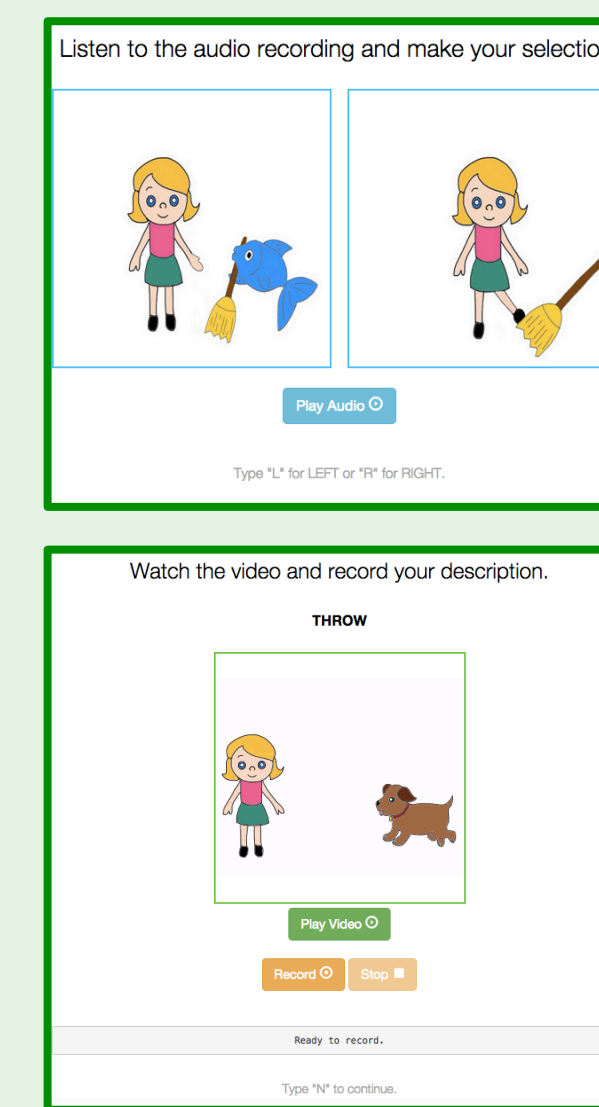 Listen to the audio recording and make your selectio
Play Audio
Type "L" for LEFT or "R" for RIGHT.
Watch the video and record your description.
THROW
Play Video
Record
Stop
Ready to record.
Type "N" to continue.